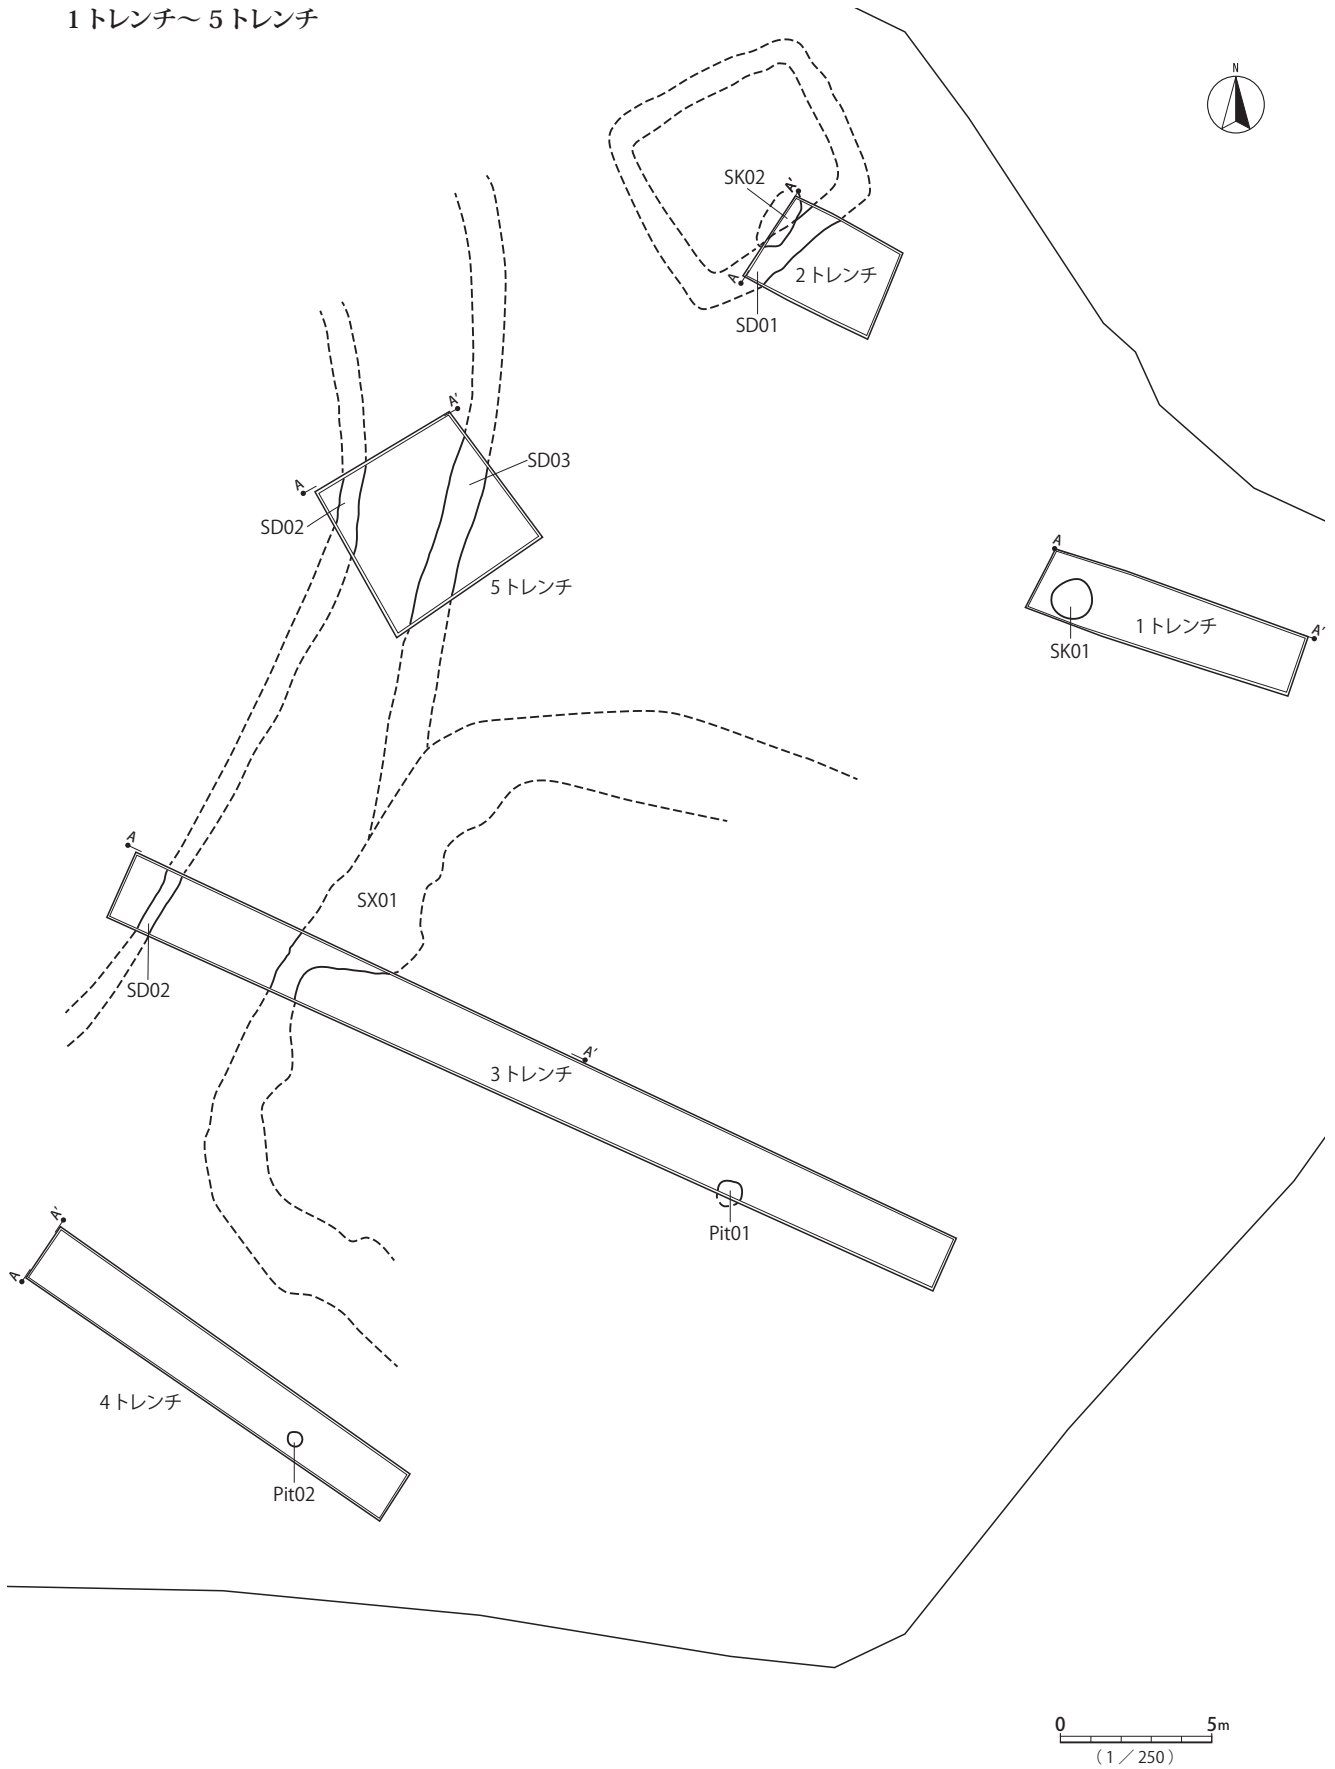 1トレンチ～5トレンチ
N
SK02
A'
2トレンチ
A
SD01
A'
SD03
A
SD02
5トレンチ
A
1トレンチ
A'
SK01
A
SX01
SD02
A'
3トレンチ
Pit01
A'
A
4トレンチ
Pit02
0 5m
(1／250)